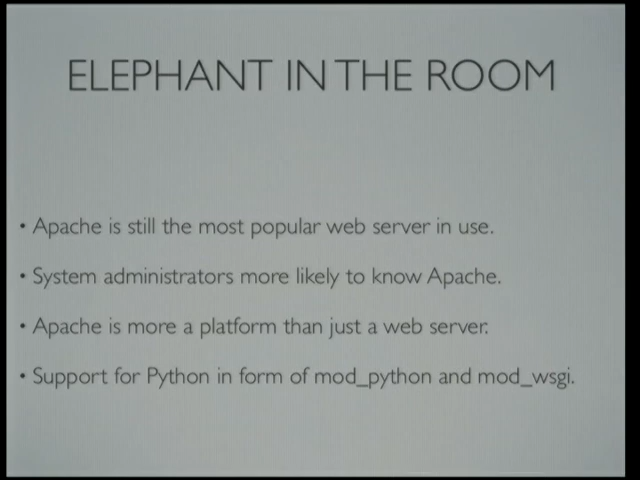 ELEPHANT IN THE ROOM
• Apache is still the most popular web server in use.
• System administrators more likely to know Apache.
• Apache is more a platform than just a web server.
• Support for Python in form of mod_python and mod_wsgi.